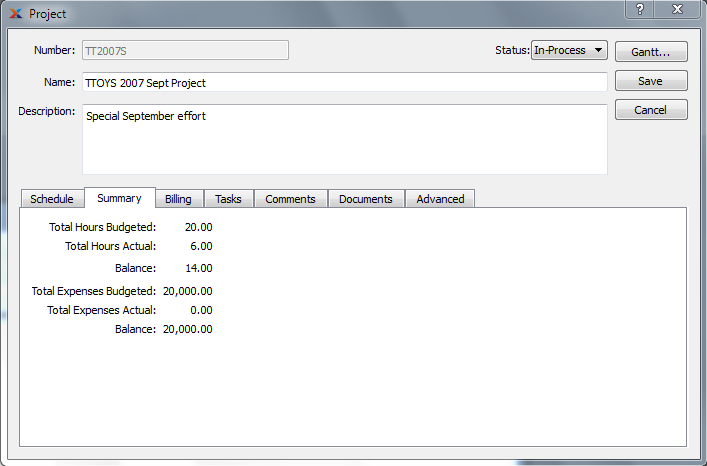 Project
Number: TT2007S Status: In-Process Gantt...
Name: TTOYS 2007 Sept Project Save
Description: Special September effort Cancel
Schedule Summary Billing Tasks Comments Documents Advanced
Total Hours Budgeted: 20.00
Total Hours Actual: 6.00
Balance: 14.00
Total Expenses Budgeted: 20,000.00
Total Expenses Actual: 0.00
Balance: 20,000.00